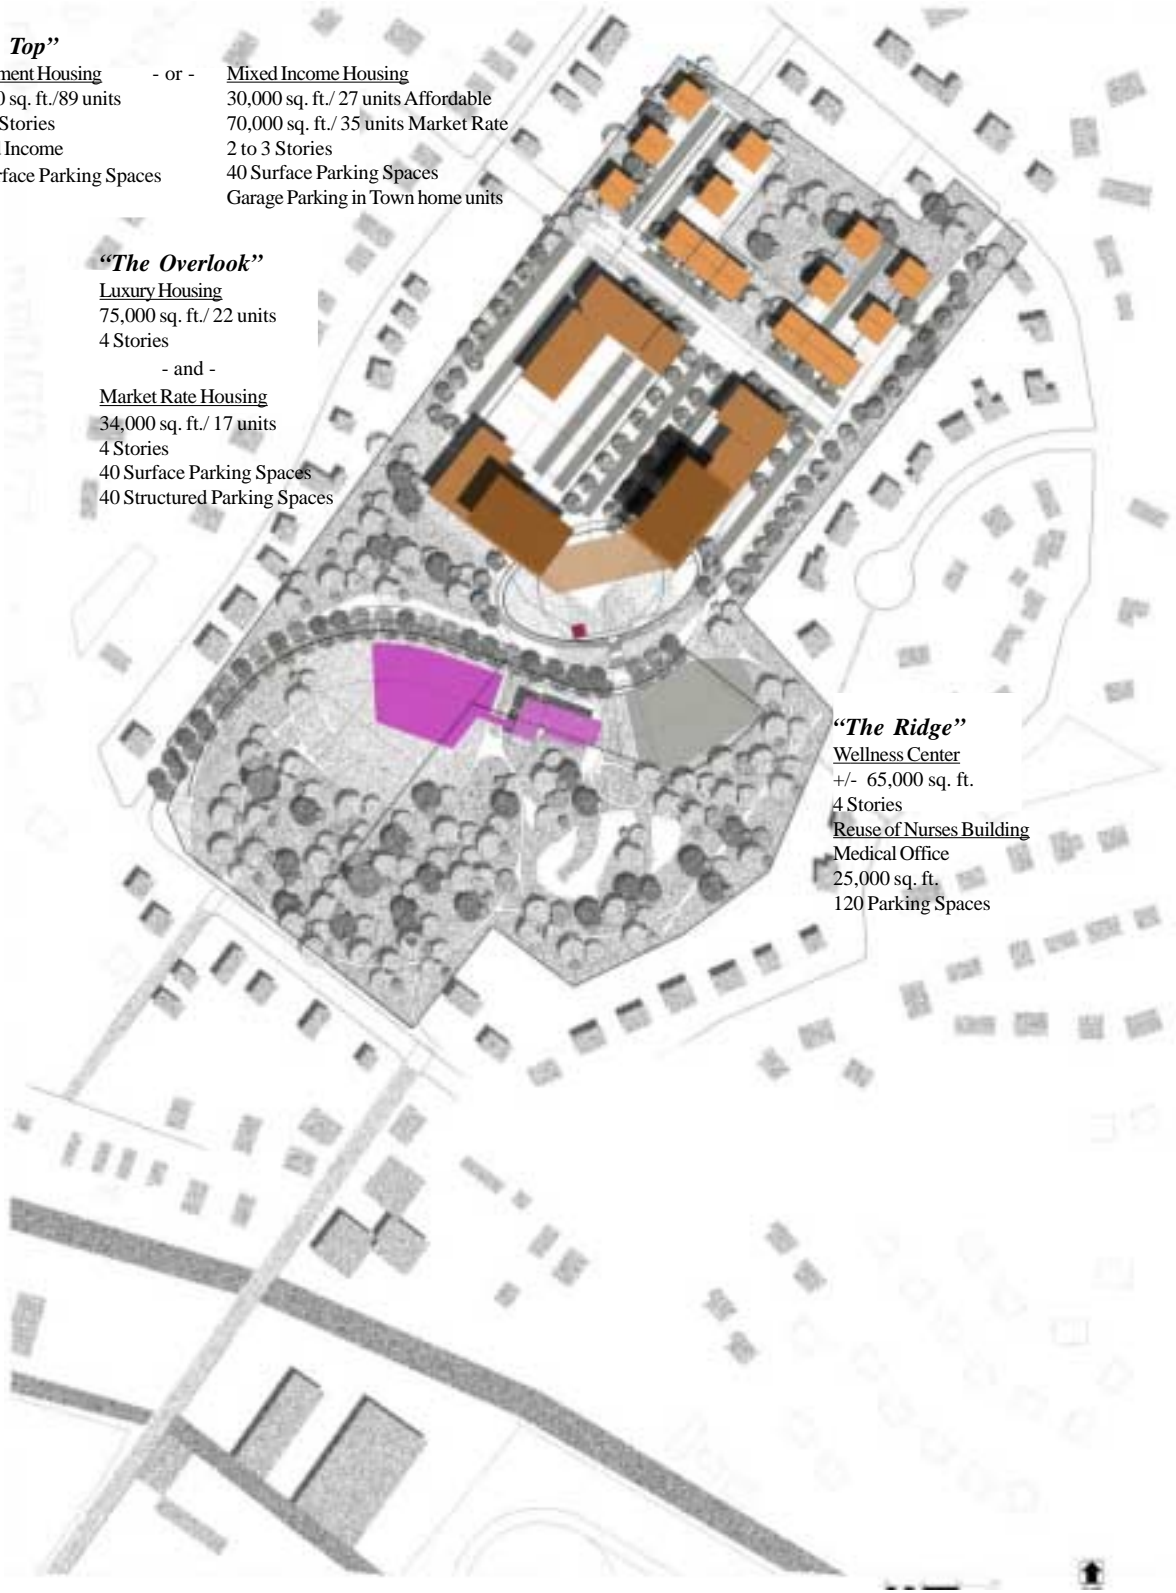 Top”
Housing - or - Mixed Income Housing
sq. ft./89 units 30,000 sq. ft./ 27 units Affordable
Stories 70,000 sq. ft./ 35 units Market Rate
Income 2 to 3 Stories
Parking Spaces 40 Surface Parking Spaces
Garage Parking in Town home units
“The Overlook”
Luxury Housing
75,000 sq. ft./ 22 units
4 Stories
- and -
Market Rate Housing
34,000 sq. ft./ 17 units
4 Stories
40 Surface Parking Spaces
40 Structured Parking Spaces
“The Ridge”
Wellness Center
+/- 65,000 sq. ft.
4 Stories
Reuse of Nurses Building
Medical Office
25,000 sq. ft.
120 Parking Spaces